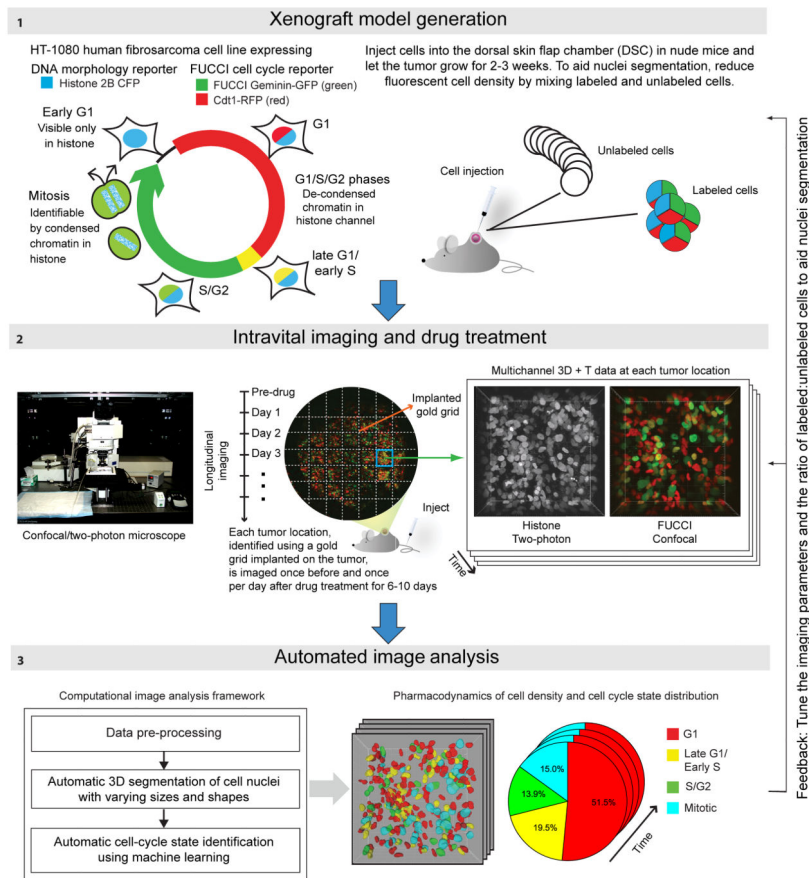 1
Xenograft model generation
HT-1080 human fibrosarcoma cell line expressing
DNA morphology reporter
Histone 2B CFP
FUCCI cell cycle reporter
FUCCI Geminin-GFP (green)
Cdt1-RFP (red)
Early G1
Visible only
in histone
G1
Mitosis
Identifiable
by condensed
chromatin in
histone
G1/S/G2 phases
De-condensed
chromatin in
histone channel
late G1/
early S
S/G2
Inject cells into the dorsal skin flap chamber (DSC) in nude mice and
let the tumor grow for 2-3 weeks. To aid nuclei segmentation, reduce
fluorescent cell density by mixing labeled and unlabeled cells.
Cell injection
Unlabeled cells
Labeled cells
2
Intravital imaging and drug treatment
Confocal/two-photon microscope
Longitudinal
imaging
Pre-drug
Day 1
Day 2
Day 3
Implanted
gold grid
Inject
Each tumor location,
identified using a gold
grid implanted on the tumor,
is imaged once before and once
per day after drug treatment for 6-10 days
Multichannel 3D + T data at each tumor location
Histone
Two-photon
FUCCI
Confocal
Time
3
Automated image analysis
Computational image analysis framework
Data pre-processing
Automatic 3D segmentation of cell nuclei
with varying sizes and shapes
Automatic cell-cycle state identification
using machine learning
Pharmacodynamics of cell density and cell cycle state distribution
15.0%
13.9%
19.5%
51.5%
Time
G1
Late G1/
Early S
S/G2
Mitotic
Feedback: Tune the imaging parameters and the ratio of labeled:unlabeled cells to aid nuclei segmentation